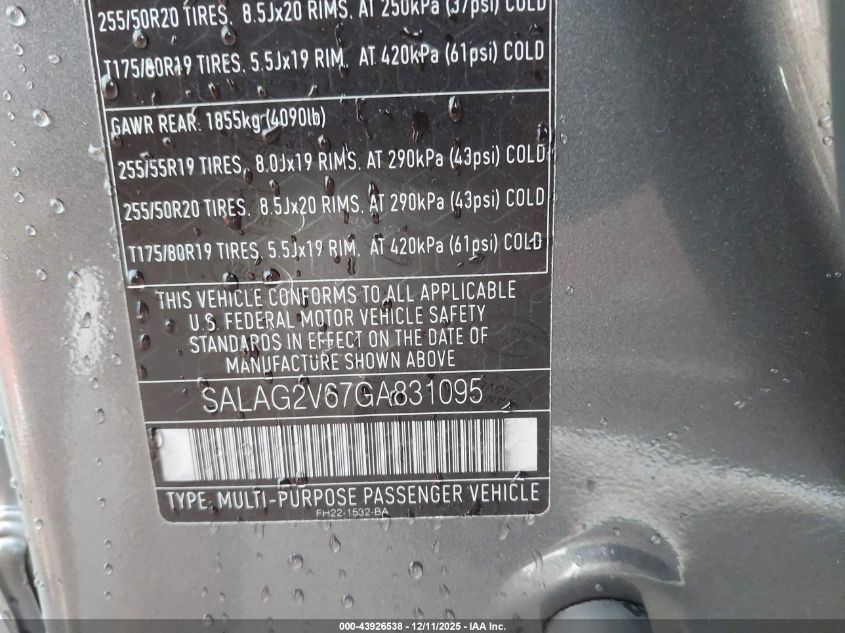 255/50R20 TIRES. 8.5Jx20 RIMS. AT 250kPa (37psi) COLD
T175/80R19 TIRES. 5.5Jx19 RIM. AT 420kPa (61psi) COLD
GAWR REAR: 1855kg (4090lb)
255/55R19 TIRES. 8.0Jx19 RIMS. AT 290kPa (43psi) COLD
255/50R20 TIRES. 8.5Jx20 RIMS. AT 290kPa (43psi) COLD
T175/80R19 TIRES. 5.5Jx19 RIM. AT 420kPa (61psi) COLD
THIS VEHICLE CONFORMS TO ALL APPLICABLE
U.S. FEDERAL MOTOR VEHICLE SAFETY
STANDARDS IN EFFECT ON THE DATE OF
MANUFACTURE SHOWN ABOVE
SALAG2V67GA831095
TYPE: MULTI-PURPOSE PASSENGER VEHICLE
FH22-1532-BA
000-43926538 - 12/11/2025 - IAA Inc.